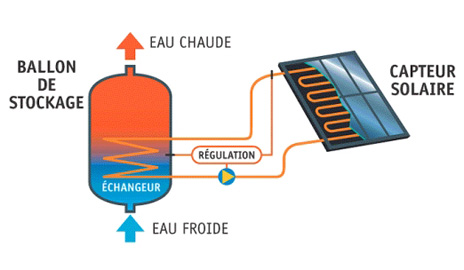 EAU CHAUDE
BALLON
DE
STOCKAGE
CAPTEUR
SOLAIRE
RÉGULATION
ÉCHANGEUR
EAU FROIDE